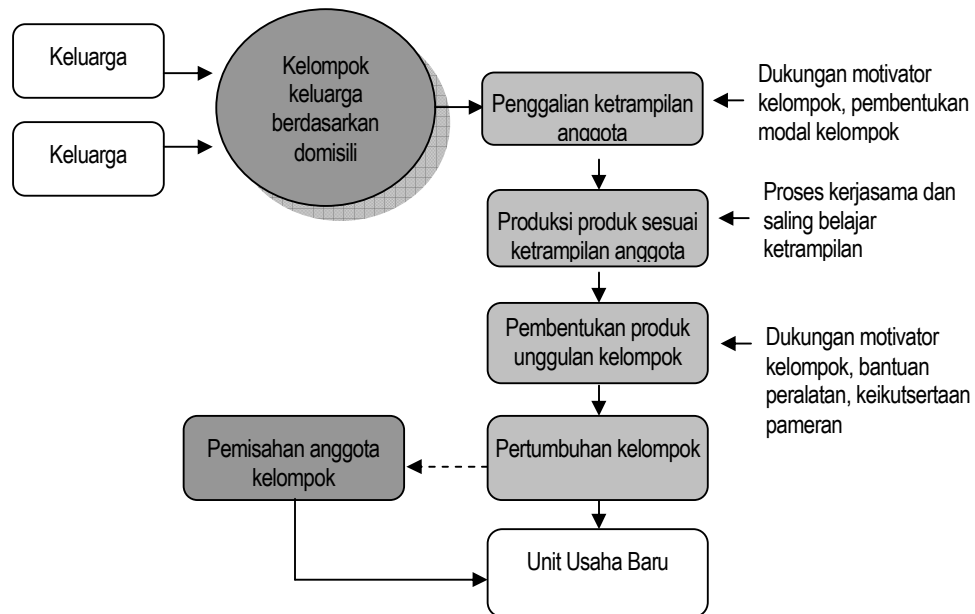 Keluarga
Keluarga
Kelompok
keluarga
berdasarkan
domisili
Penggalian ketrampilan
anggota
Dukungan motivator
kelompok, pembentukan
modal kelompok
Produksi produk sesuai
ketrampilan anggota
Proses kerjasama dan
saling belajar
ketrampilan
Pembentukan produk
unggulan kelompok
Dukungan motivator
kelompok, bantuan
peralatan, keikutsertaan
pameran
Pemisahan anggota
kelompok
Pertumbuhan kelompok
Unit Usaha Baru